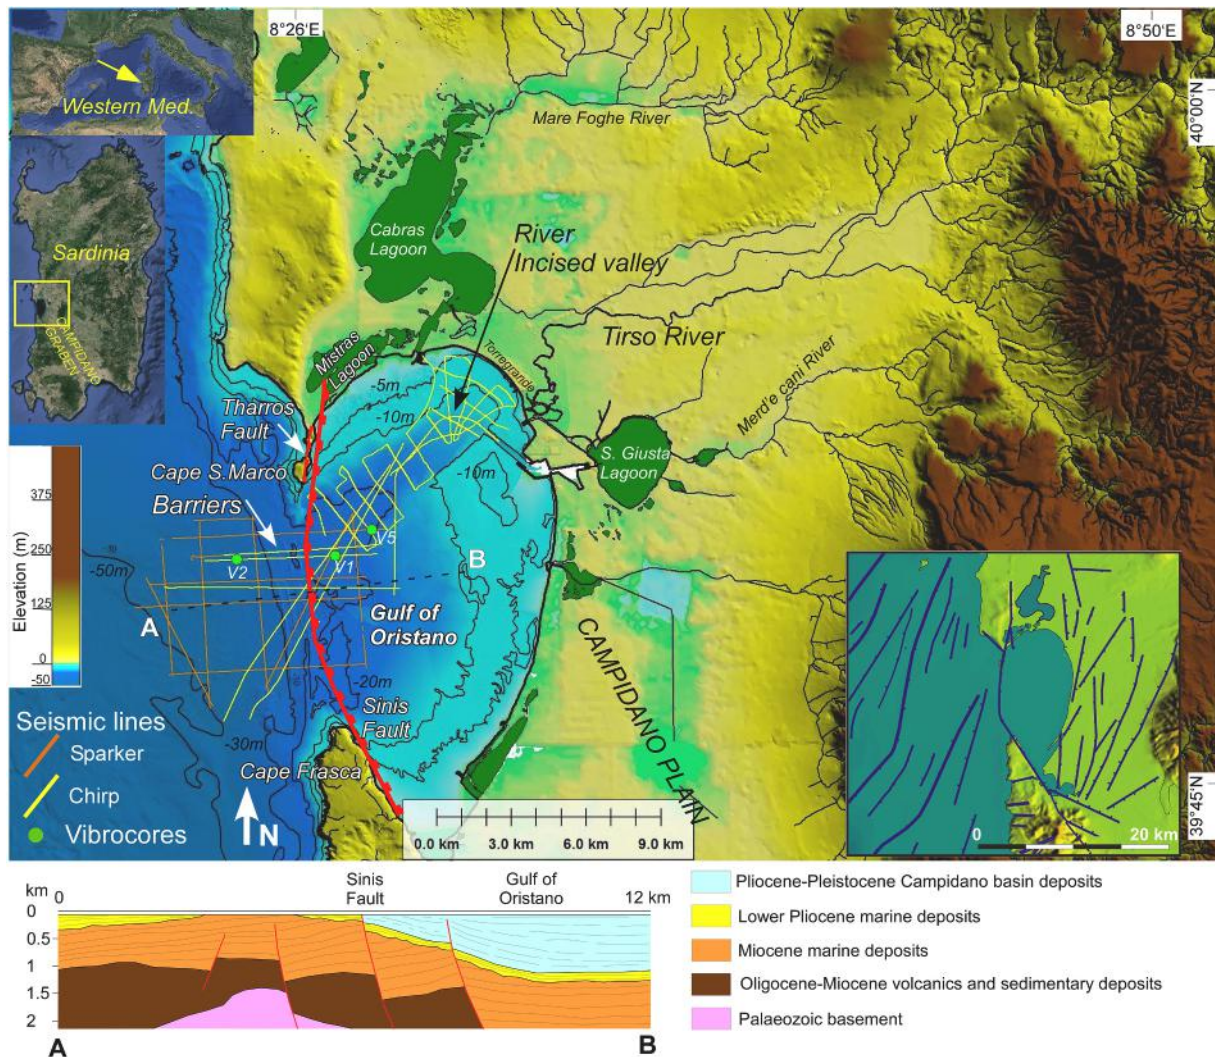 8°26'E
8°50'E
Western Med.
40°00'N
Mare Foghe River
Cabras
Lagoon
River
Incised valley
Sardinia
CAMPIDANO
GRABEN
Tirso River
Mistras
Lagoon
Torregrande
-5m
-10m
Merd'e cani River
Tharros
Fault
Cape S.Marco
S. Giusta
Lagoon
-10m
Barriers
V5
V2
V1
B
-50m
A
Gulf of
Oristano
Elevation (m)
375
250
125
0
-50
CAMPIDANO PLAIN
-20m
Sinis
Fault
-30m
Cape Frasca
Seismic lines
Sparker
Chirp
Vibrocores
N
0.0 km 3.0 km 6.0 km 9.0 km
0 20 km
39°45'N
km 0 Sinis Fault Gulf of Oristano 12 km
0
0.5
1
1.5
2
A B
Pliocene-Pleistocene Campidano basin deposits
Lower Pliocene marine deposits
Miocene marine deposits
Oligocene-Miocene volcanics and sedimentary deposits
Palaeozoic basement